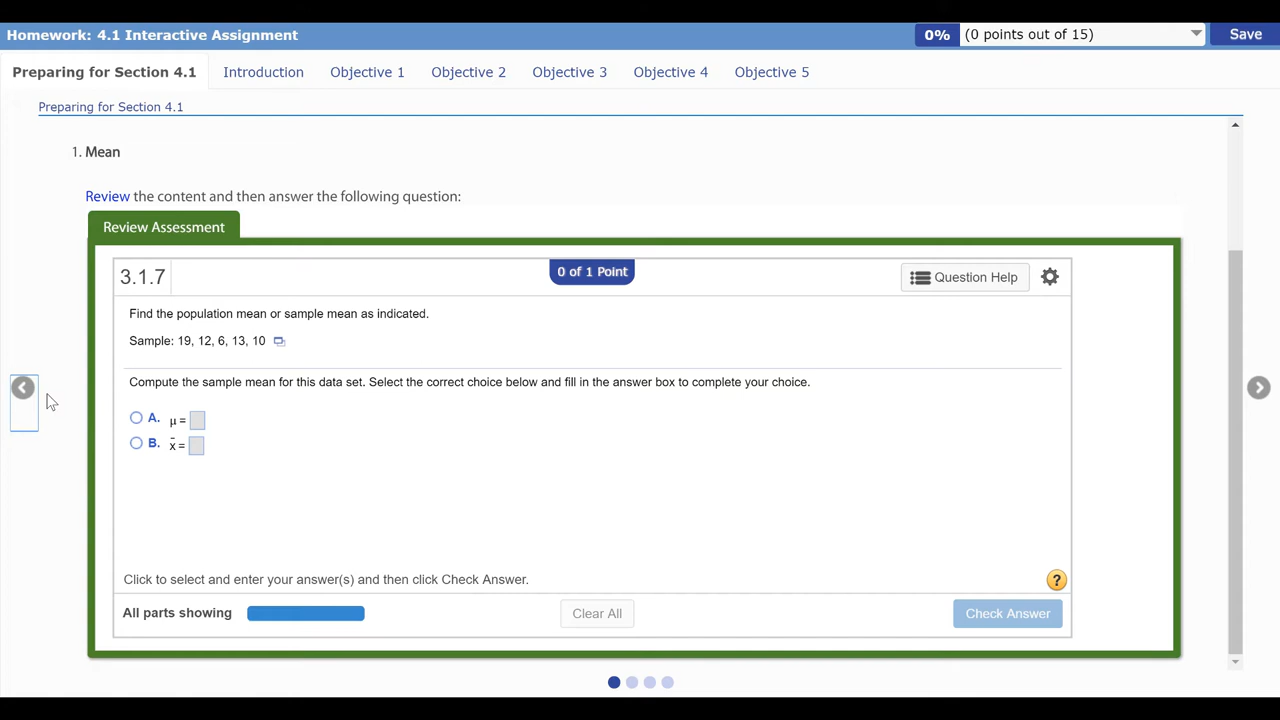 Homework: 4.1 Interactive Assignment 0% (0 points out of 15) Save
Preparing for Section 4.1 Introduction Objective 1 Objective 2 Objective 3 Objective 4 Objective 5
Preparing for Section 4.1
1. Mean
Review the content and then answer the following question:
Review Assessment
3.1.7 0 of 1 Point Question Help
Find the population mean or sample mean as indicated.
Sample: 19, 12, 6, 13, 10
Compute the sample mean for this data set. Select the correct choice below and fill in the answer box to complete your choice.
A. μ =
B. x̄ =
Click to select and enter your answer(s) and then click Check Answer.
?
All parts showing Clear All Check Answer